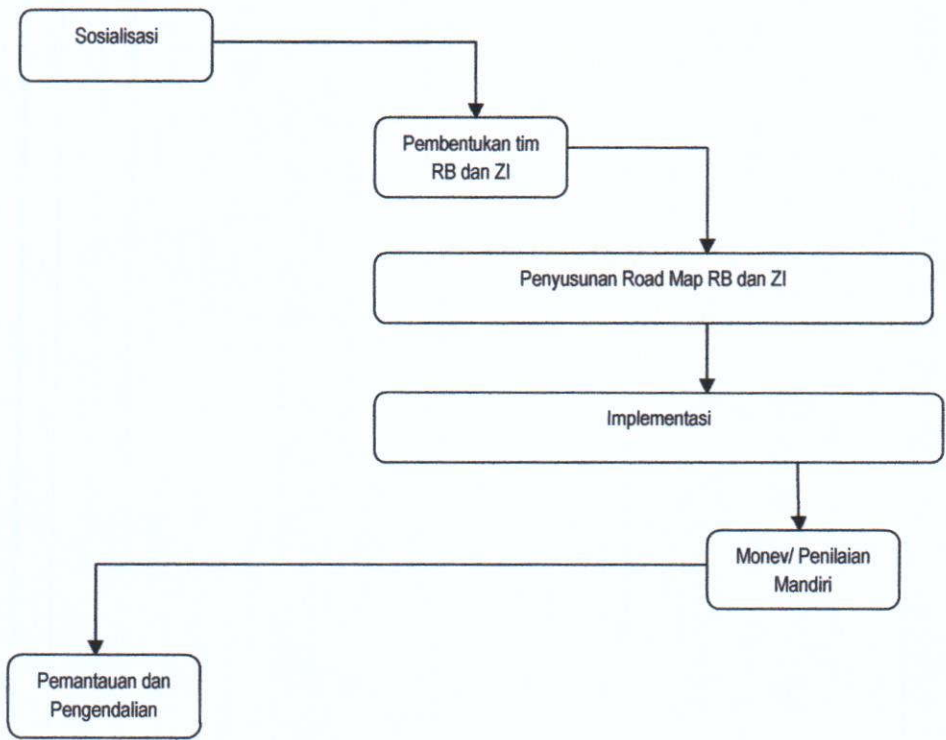 Sosialisasi
Pembentukan tim
RB dan ZI
Penyusunan Road Map RB dan ZI
Implementasi
Monev/ Penilaian
Mandiri
Pemantauan dan
Pengendalian